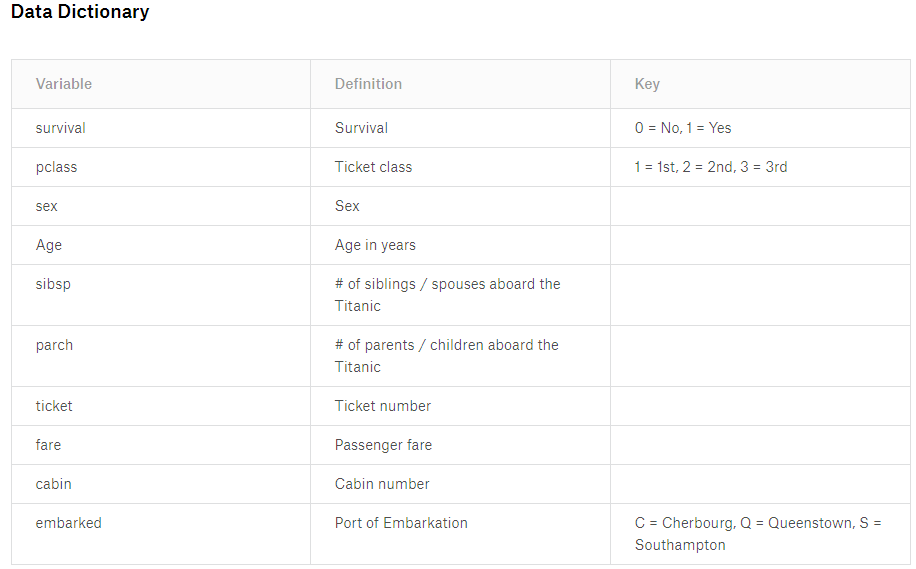 Data Dictionary
Variable Definition Key
survival Survival 0 = No, 1 = Yes
pclass Ticket class 1 = 1st, 2 = 2nd, 3 = 3rd
sex Sex
Age Age in years
sibsp # of siblings / spouses aboard the
Titanic
parch # of parents / children aboard the
Titanic
ticket Ticket number
fare Passenger fare
cabin Cabin number
embarked Port of Embarkation C = Cherbourg, Q = Queenstown, S =
Southampton